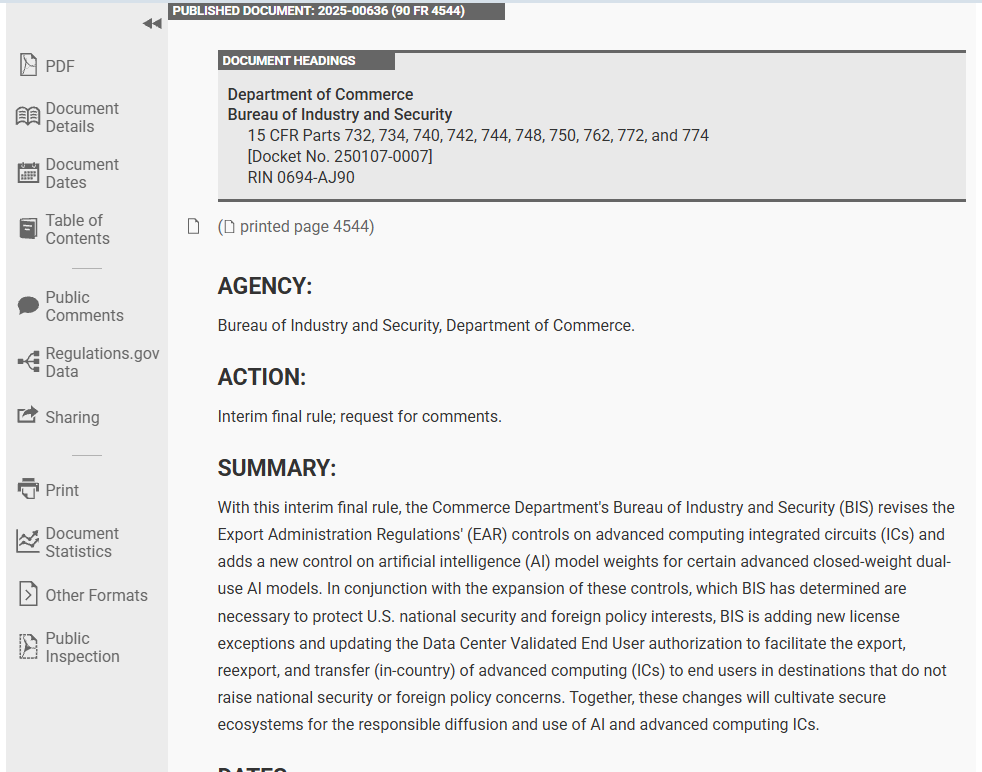 PUBLISHED DOCUMENT: 2025-00636 (90 FR 4544)
PDF
Document
Details
Document
Dates
Table of
Contents
Public
Comments
Regulations.gov
Data
Sharing
Print
Document
Statistics
Other Formats
Public
Inspection
DOCUMENT HEADINGS
Department of Commerce
Bureau of Industry and Security
15 CFR Parts 732, 734, 740, 742, 744, 748, 750, 762, 772, and 774
[Docket No. 250107-0007]
RIN 0694-AJ90
( printed page 4544)
AGENCY:
Bureau of Industry and Security, Department of Commerce.
ACTION:
Interim final rule; request for comments.
SUMMARY:
With this interim final rule, the Commerce Department's Bureau of Industry and Security (BIS) revises the
Export Administration Regulations' (EAR) controls on advanced computing integrated circuits (ICs) and
adds a new control on artificial intelligence (AI) model weights for certain advanced closed-weight dual-
use AI models. In conjunction with the expansion of these controls, which BIS has determined are
necessary to protect U.S. national security and foreign policy interests, BIS is adding new license
exceptions and updating the Data Center Validated End User authorization to facilitate the export,
reexport, and transfer (in-country) of advanced computing (ICs) to end users in destinations that do not
raise national security or foreign policy concerns. Together, these changes will cultivate secure
ecosystems for the responsible diffusion and use of AI and advanced computing ICs.
DATES